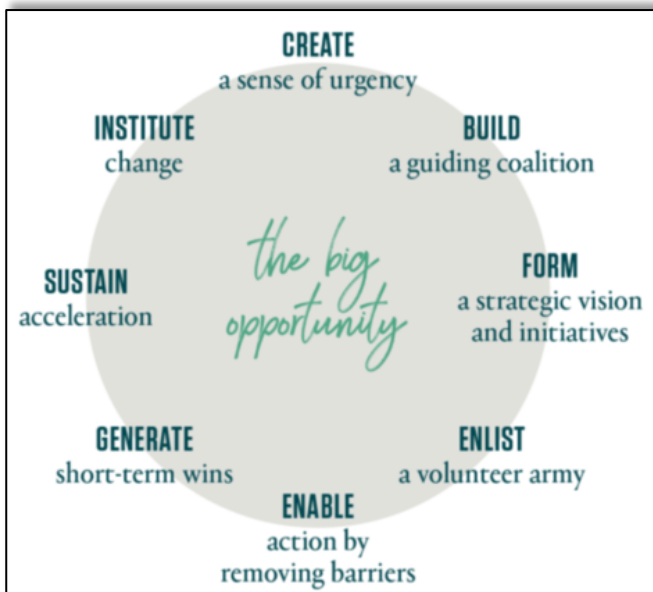 CREATE
a sense of urgency
BUILD
a guiding coalition
FORM
a strategic vision
and initiatives
ENLIST
a volunteer army
ENABLE
action by
removing barriers
GENERATE
short-term wins
SUSTAIN
acceleration
INSTITUTE
change
the big
opportunity